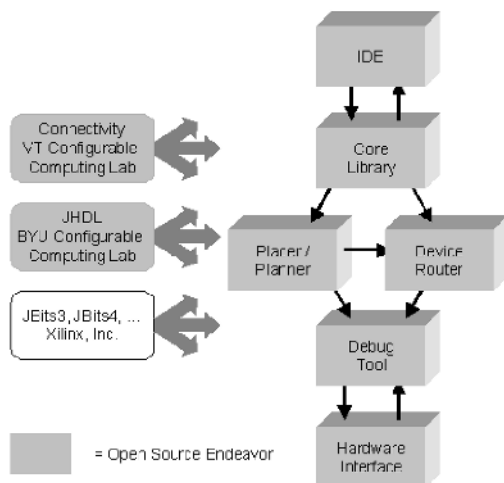 IDE
Connectivity
VT Configurable
Computing Lab
Core
Library
JHDL
BYU Configurable
Computing Lab
Placer /
Planner
Device
Router
JBits3, JBits4, ...
Xilinx, Inc.
Debug
Tool
= Open Source Endeavor
Hardware
Interface